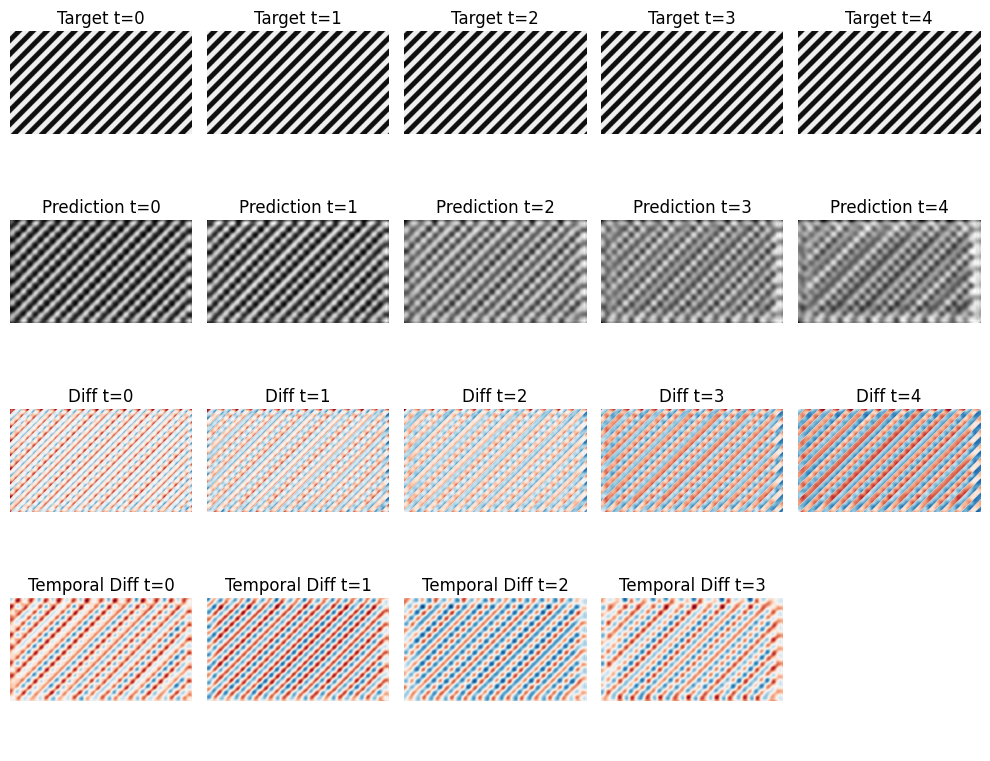 Target t=0 Target t=1 Target t=2 Target t=3 Target t=4
Prediction t=0 Prediction t=1 Prediction t=2 Prediction t=3 Prediction t=4
Diff t=0 Diff t=1 Diff t=2 Diff t=3 Diff t=4
Temporal Diff t=0 Temporal Diff t=1 Temporal Diff t=2 Temporal Diff t=3